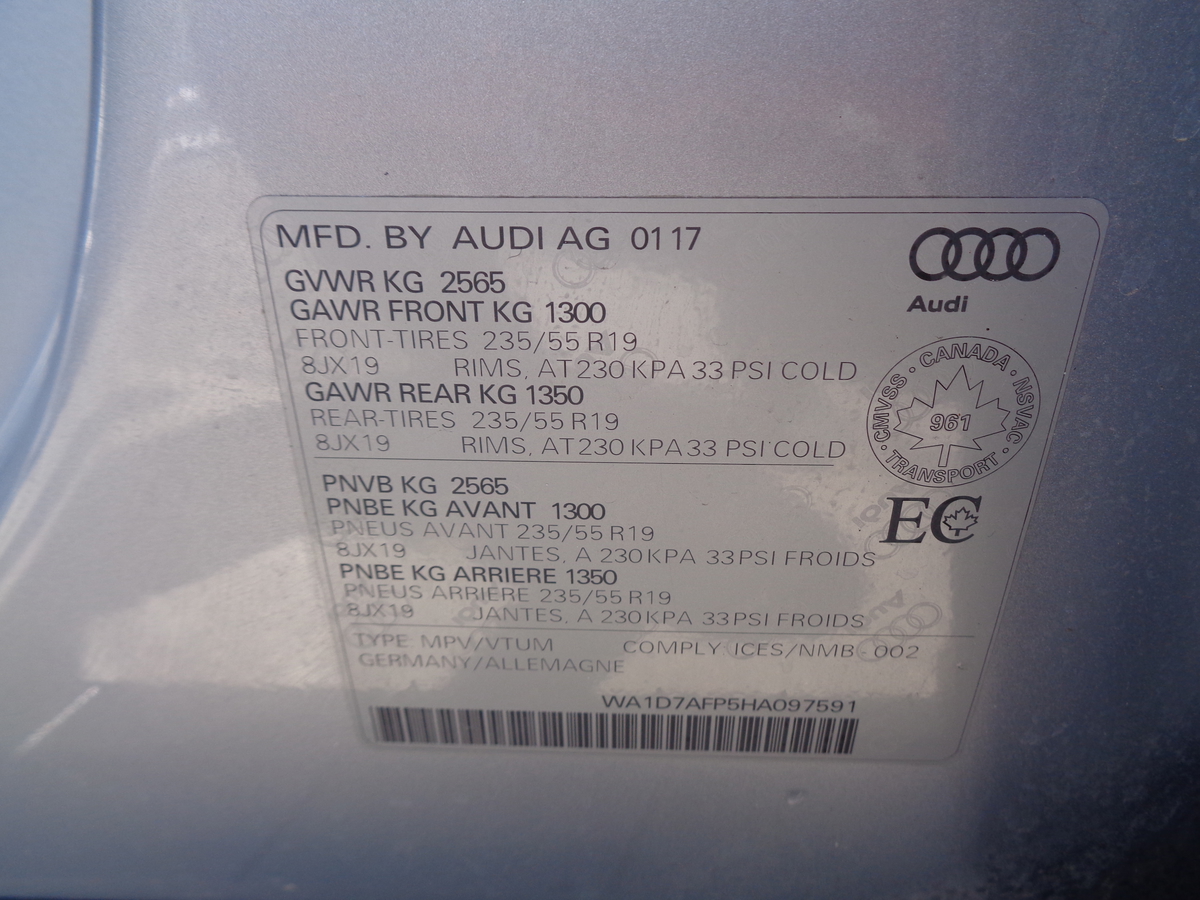 MFD. BY AUDI AG 01 17
Audi
GVWR KG 2565
GAWR FRONT KG 1300
FRONT-TIRES 235/55 R19
8JX19 RIMS, AT 230 KPA 33 PSI COLD
GAWR REAR KG 1350
REAR-TIRES 235/55 R19
8JX19 RIMS, AT 230 KPA 33 PSI COLD
CMVSS · CANADA · NSVAC
961
· TRANSPORT ·
EC
PNVB KG 2565
PNBE KG AVANT 1300
PNEUS AVANT 235/55 R19
8JX19 JANTES, A 230 KPA 33 PSI FROIDS
PNBE KG ARRIERE 1350
PNEUS ARRIERE 235/55 R19
8JX19 JANTES, A 230 KPA 33 PSI FROIDS
TYPE: MPV/VTUM COMPLY: ICES/NMB - 002
GERMANY/ALLEMAGNE
WA1D7AFP5HA097591